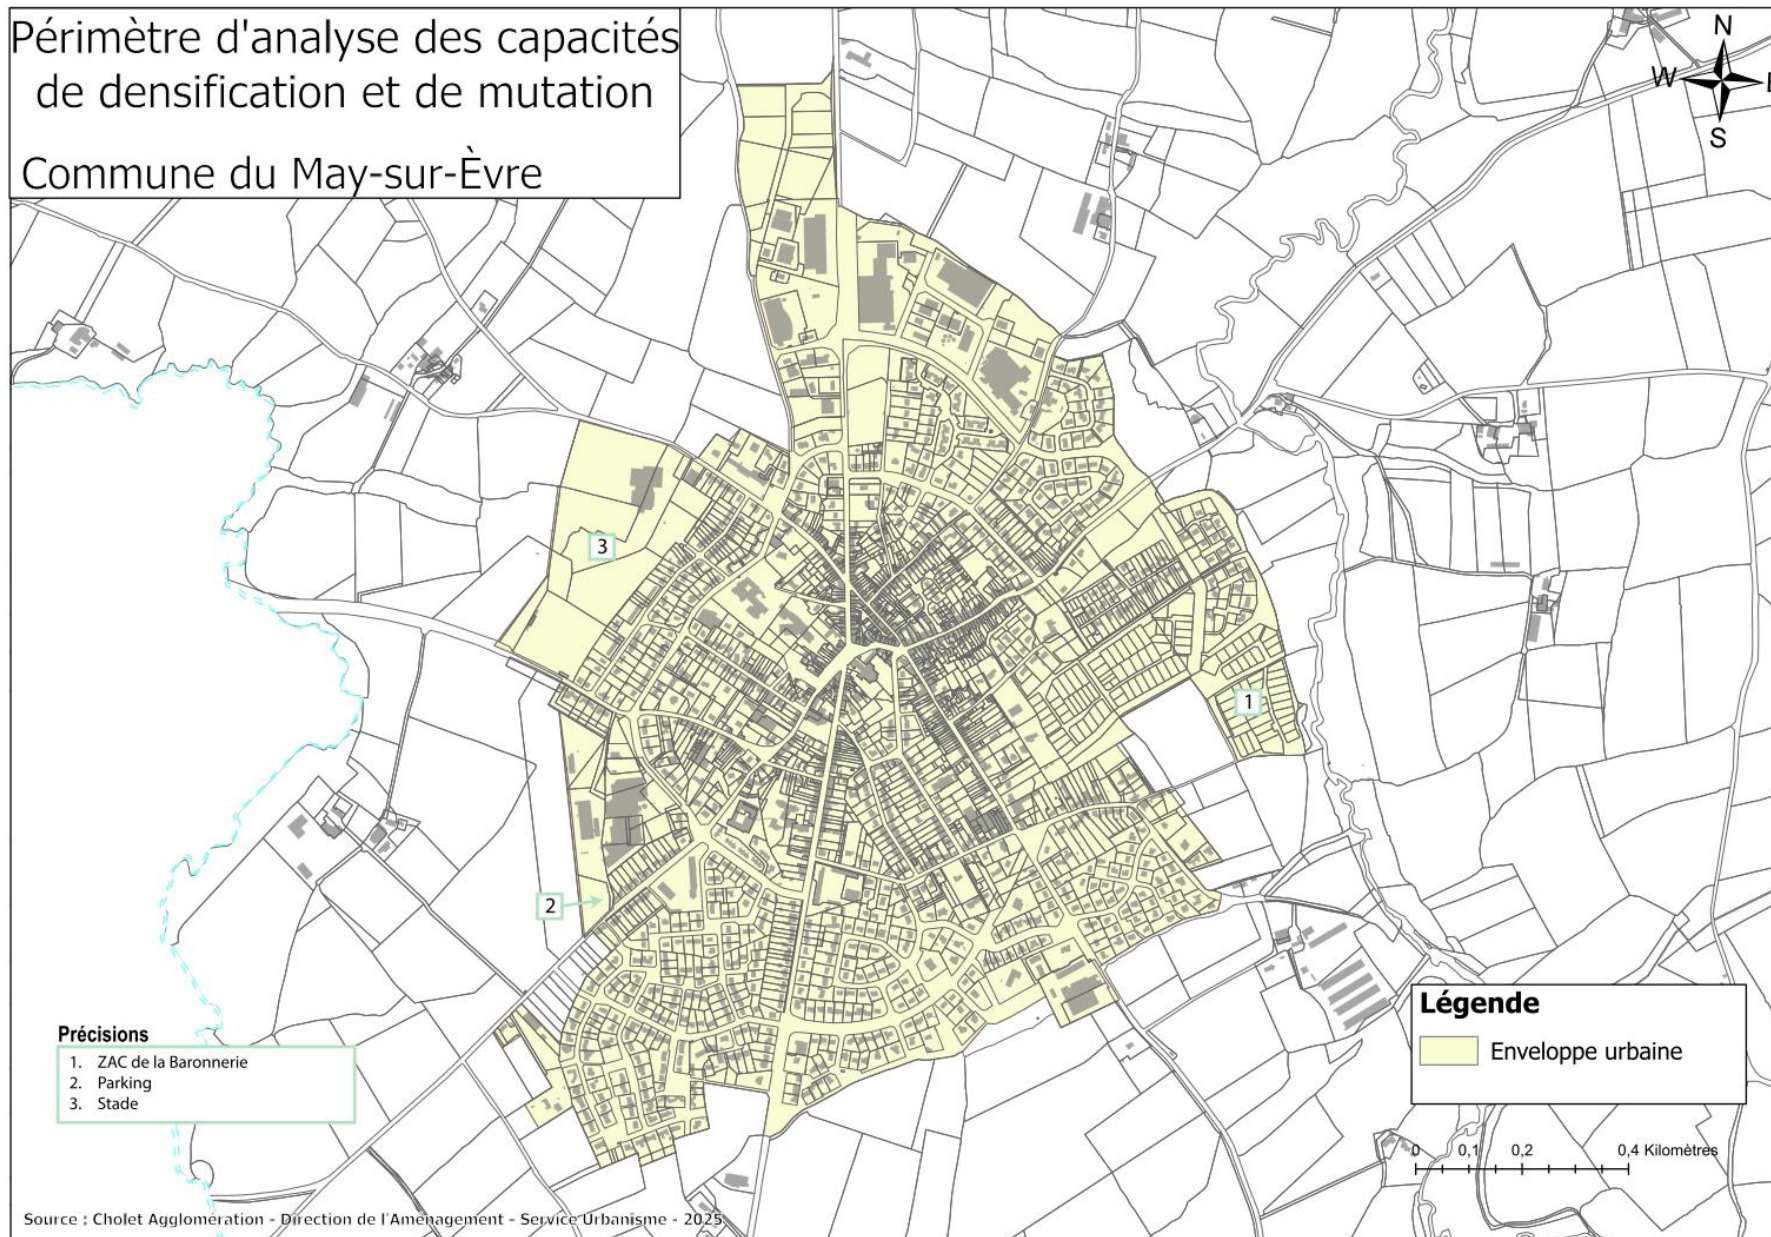 Périmètre d'analyse des capacités
de densification et de mutation
Commune du May-sur-Èvre
N
W
E
S
3
1
2
Précisions
1. ZAC de la Baronnerie
2. Parking
3. Stade
Légende
Enveloppe urbaine
0 0,1 0,2 0,4 Kilomètres
Source : Cholet Agglomération - Direction de l'Aménagement - Service Urbanisme - 2025